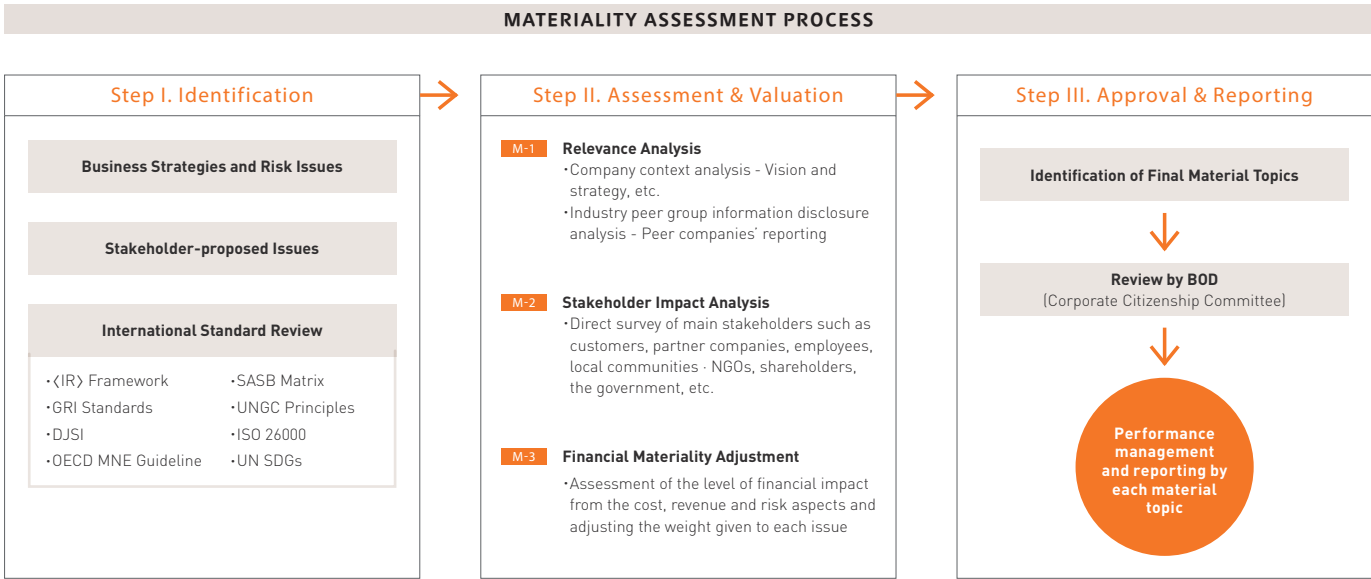 MATERIALITY ASSESSMENT PROCESS
Step I. Identification
Business Strategies and Risk Issues
Stakeholder-proposed Issues
International Standard Review
·〈IR〉 Framework
·GRI Standards
·DJSI
·OECD MNE Guideline
·SASB Matrix
·UNGC Principles
·ISO 26000
·UN SDGs
Step II. Assessment & Valuation
M-1 Relevance Analysis
·Company context analysis - Vision and
strategy, etc.
·Industry peer group information disclosure
analysis - Peer companies’ reporting
M-2 Stakeholder Impact Analysis
·Direct survey of main stakeholders such as
customers, partner companies, employees,
local communities · NGOs, shareholders,
the government, etc.
M-3 Financial Materiality Adjustment
·Assessment of the level of financial impact
from the cost, revenue and risk aspects and
adjusting the weight given to each issue
Step III. Approval & Reporting
Identification of Final Material Topics
Review by BOD
(Corporate Citizenship Committee)
Performance
management
and reporting by
each material
topic